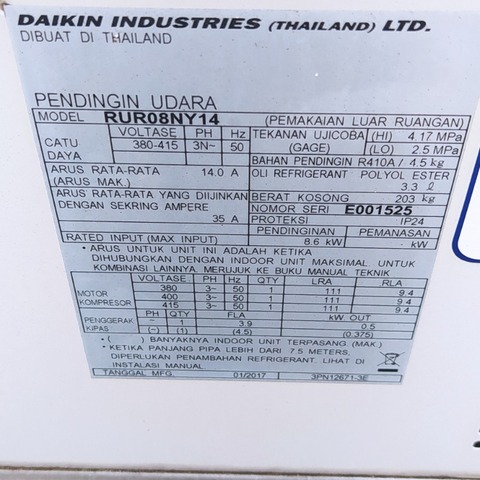 DAIKIN INDUSTRIES (THAILAND) LTD.
DIBUAT DI THAILAND
PENDINGIN UDARA
MODEL RUR08NY14 (PEMAKAIAN LUAR RUANGAN)
CATU DAYA VOLTASE PH Hz
380-415 3N~ 50
TEKANAN UJICOBA (HI) 4.17 MPa
(GAGE) (LO) 2.5 MPa
BAHAN PENDINGIN R410A / 4.5 kg
ARUS RATA-RATA 14.0 A
(ARUS MAK.)
OLI REFRIGERANT POLYOL ESTER
3.3 ℓ
ARUS RATA-RATA YANG DIIJINKAN
DENGAN SEKRING AMPERE
35 A
BERAT KOSONG 203 kg
NOMOR SERI E001525
PROTEKSI IP24
PENDINGINAN PEMANASAN
RATED INPUT (MAX INPUT) 8.6 kW - kW
• ARUS UNTUK UNIT INI ADALAH KETIKA
DIHUBUNGKAN DENGAN INDOOR UNIT MAKSIMAL. UNTUK
KOMBINASI LAINNYA, MERUJUK KE BUKU MANUAL TEKNIK
VOLTASE PH Hz QTY LRA RLA
MOTOR KOMPRESOR
380 3~ 50 1 111 9.4
400 3~ 50 1 111 9.4
415 3~ 50 1 111 9.4
PH QTY FLA kW. OUT
PENGGERAK KIPAS
~ 1 3.9 0.5
(~) (1) (4.5) (0.375)
• ( ) BANYAKNYA INDOOR UNIT TERPASANG (MAK.)
• KETIKA PANJANG PIPA LEBIH DARI 7.5 METERS,
DIPERLUKAN PENAMBAHAN REFRIGERANT. LIHAT DI
INSTALASI MANUAL
TANGGAL MFG. 01/2017 3PN12671-3E